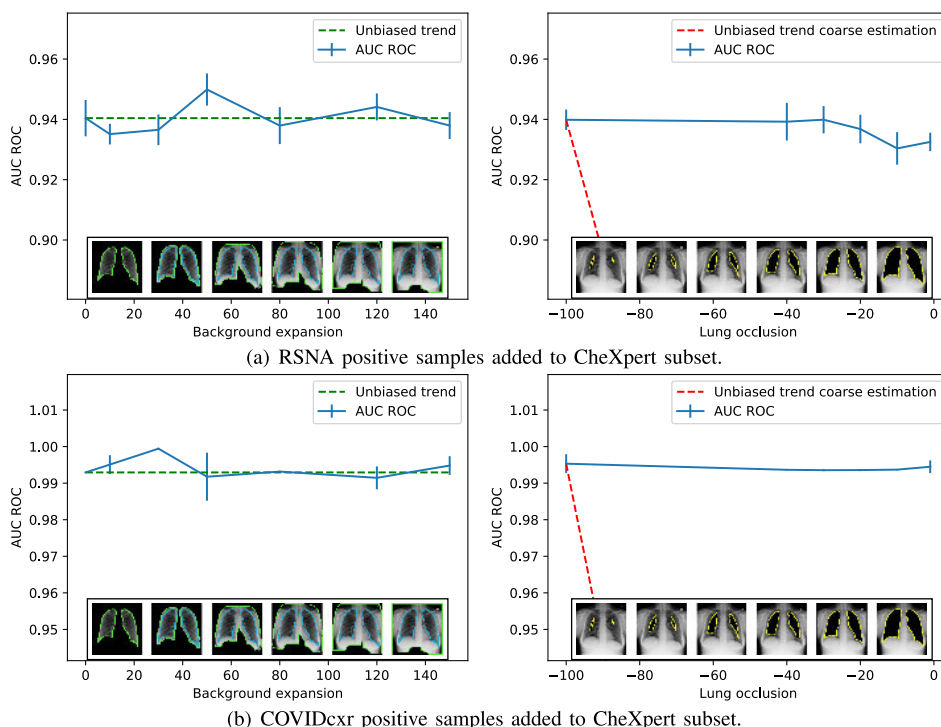 Unbiased trend
AUC ROC
0.96
0.94
0.92
0.90
AUC ROC
0 20 40 60 80 100 120 140
Background expansion
Unbiased trend coarse estimation
AUC ROC
0.96
0.94
0.92
0.90
AUC ROC
−100 −80 −60 −40 −20 0
Lung occlusion
(a) RSNA positive samples added to CheXpert subset.
Unbiased trend
AUC ROC
1.01
1.00
0.99
0.98
0.97
0.96
0.95
AUC ROC
0 20 40 60 80 100 120 140
Background expansion
Unbiased trend coarse estimation
AUC ROC
1.01
1.00
0.99
0.98
0.97
0.96
0.95
AUC ROC
−100 −80 −60 −40 −20 0
Lung occlusion
(b) COVIDcxr positive samples added to CheXpert subset.